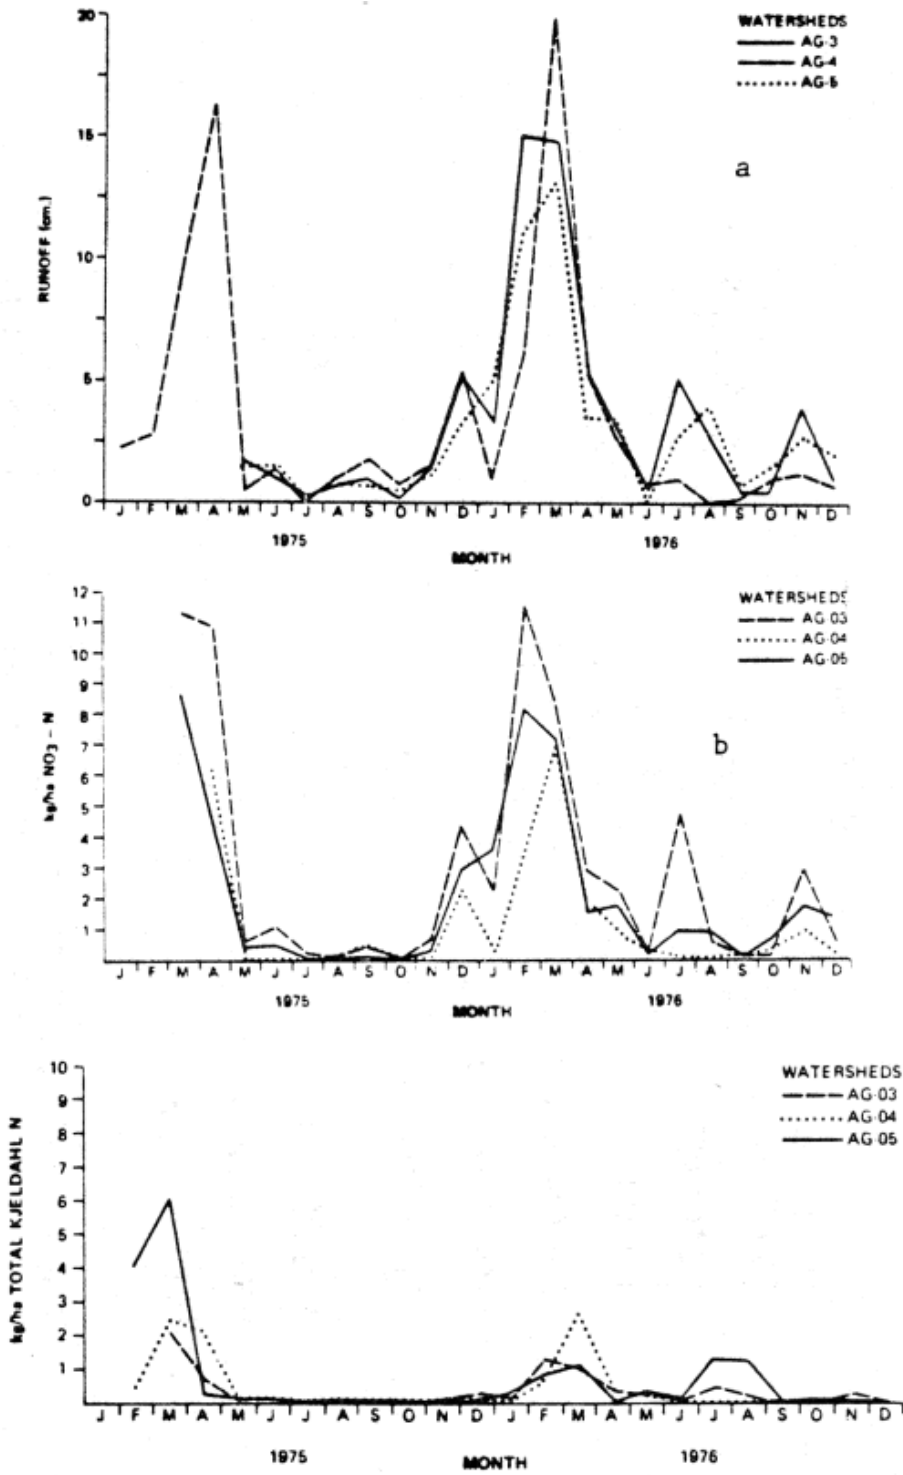 20
15
10
5
0
RUNOFF (cm.)
WATERSHEDS
AG-3
AG-4
AG-5
a
J F M A M J J A S O N D J F M A M J J A S O N D
1975 1976
MONTH
12
11
10
9
8
7
6
5
4
3
2
1
kg/ha NO3 - N
WATERSHEDS
AG-03
AG-04
AG-05
b
J F M A M J J A S O N D J F M A M J J A S O N D
1975 1976
MONTH
10
9
8
7
6
5
4
3
2
1
kg/ha TOTAL KJELDAHL N
WATERSHEDS
AG-03
AG-04
AG-05
J F M A M J J A S O N D J F M A M J J A S O N D
1975 1976
MONTH